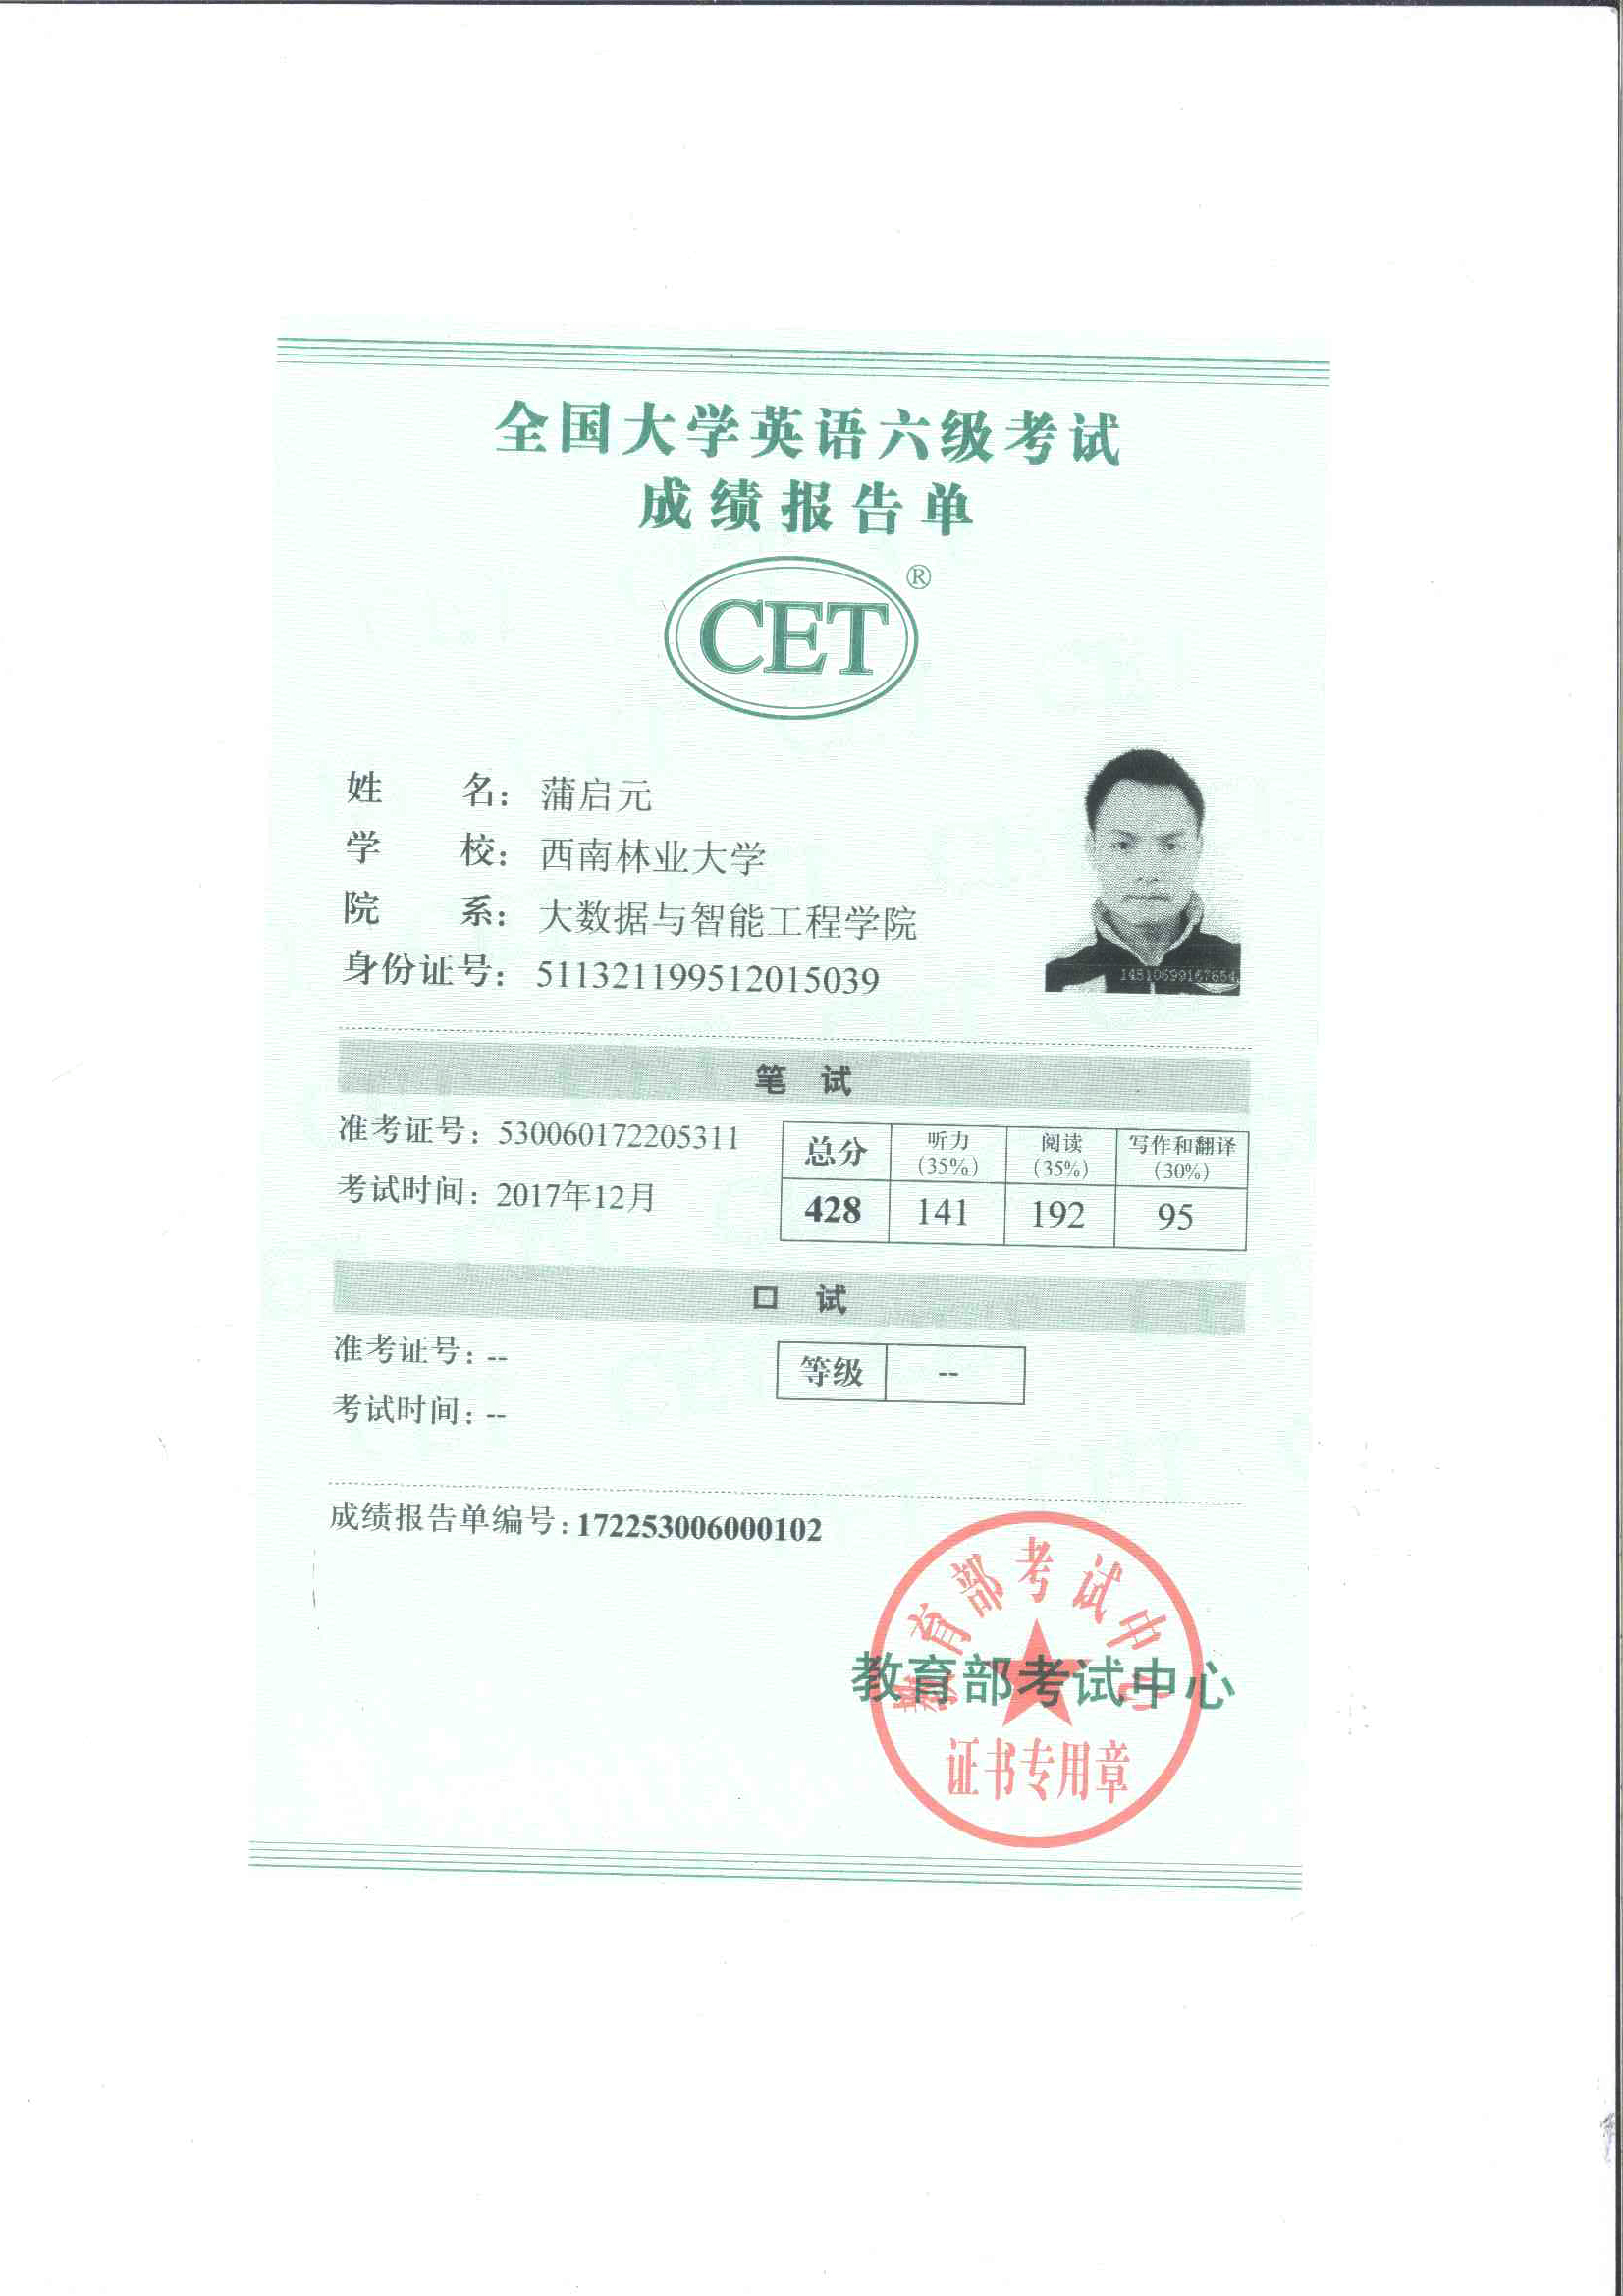 全国大学英语六级考试
成绩报告单
CET®
姓 名：蒲启元
学 校：西南林业大学
院 系：大数据与智能工程学院
身份证号：511321199512015039
14510699167654
笔 试
准考证号：530060172205311
考试时间：2017年12月
总分 听力(35%) 阅读(35%) 写作和翻译(30%)
428 141 192 95
口 试
准考证号：--
考试时间：--
等级 --
成绩报告单编号：172253006000102
教育部考试中心
教育部考试中心
证书专用章